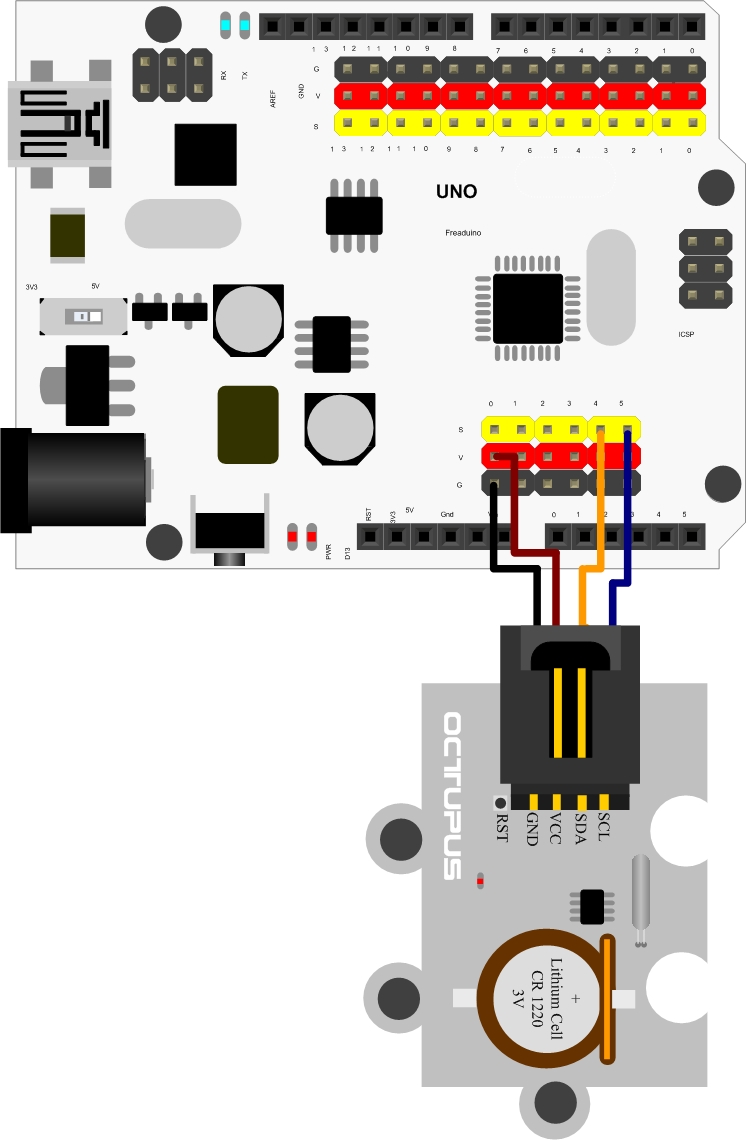 RX
TX
AREF
GND
1 3 1 2 1 1 1 0 9 8 7 6 5 4 3 2 1 0
G
V
S
1 3 1 2 1 1 1 0 9 8 7 6 5 4 3 2 1 0
UNO
Freaduino
3V3 5V
ICSP
0 1 2 3 4 5
S
V
G
RST
3V3
5V
Gnd
0 1 2 3 4 5
PWR
D13
OCTUPUS
RST
GND
VCC
SDA
SCL
+
Lithium Cell
CR 1220
3V